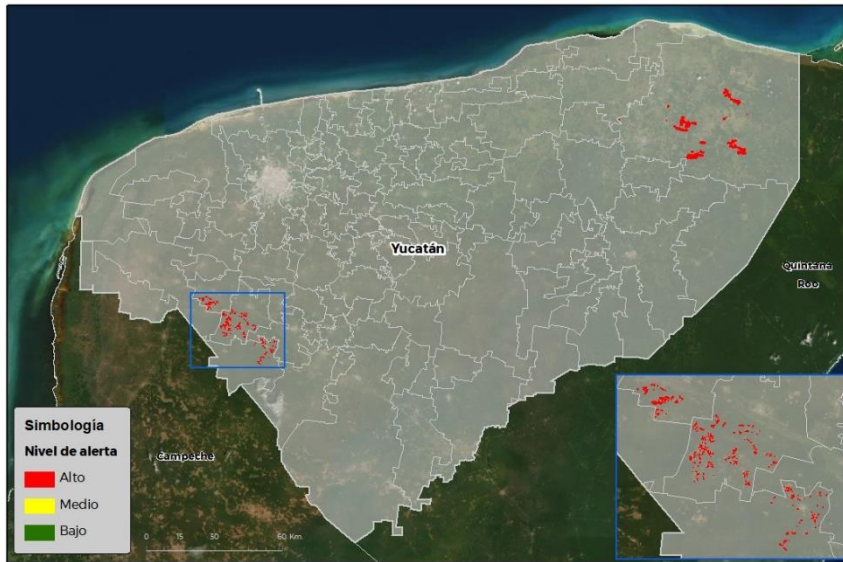 Yucatán
Quintana
Roo
Campeche
Simbología
Nivel de alerta
Alto
Medio
Bajo
0 15 30 60 Km